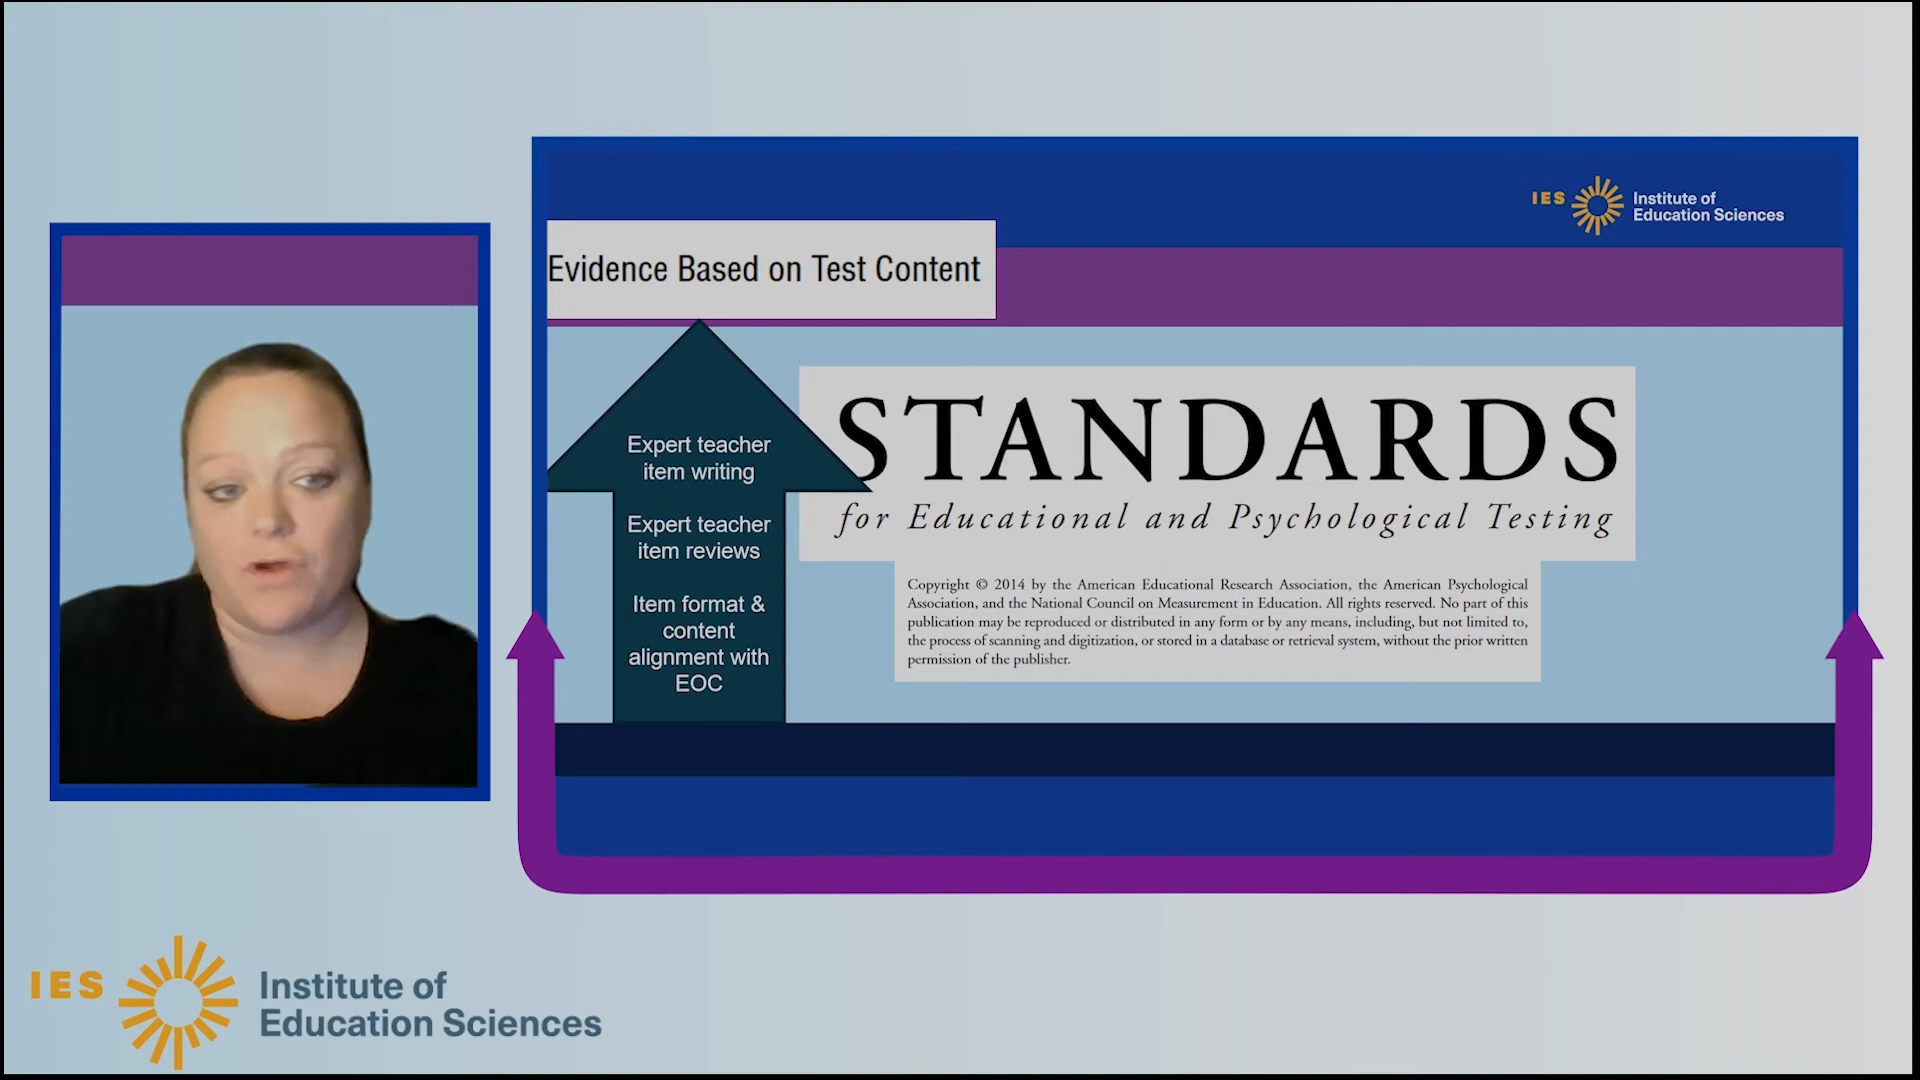 IES
Institute of
Education Sciences
Evidence Based on Test Content
Expert teacher
item writing
Expert teacher
item reviews
Item format &
content
alignment with
EOC
STANDARDS
for Educational and Psychological Testing
Copyright © 2014 by the American Educational Research Association, the American Psychological
Association, and the National Council on Measurement in Education. All rights reserved. No part of this
publication may be reproduced or distributed in any form or by any means, including, but not limited to,
the process of scanning and digitization, or stored in a database or retrieval system, without the prior written
permission of the publisher.
IES
Institute of
Education Sciences